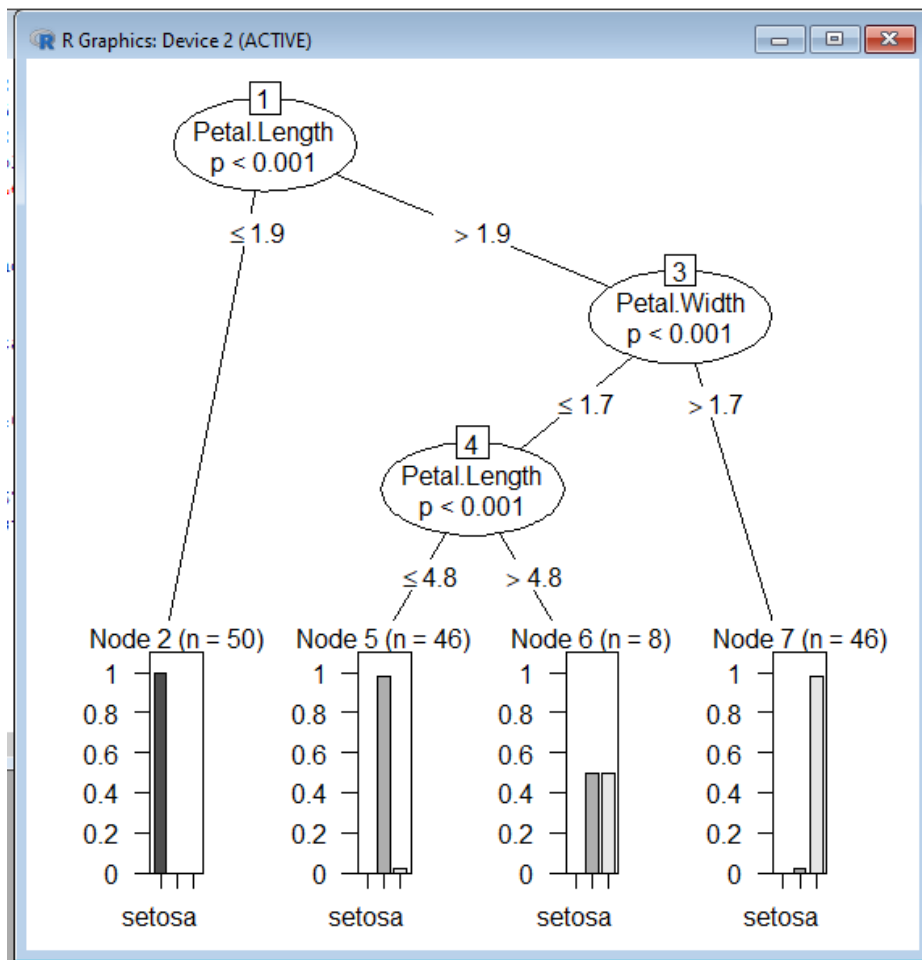 R Graphics: Device 2 (ACTIVE)
1
Petal.Length
p < 0.001
≤ 1.9
> 1.9
3
Petal.Width
p < 0.001
≤ 1.7
> 1.7
4
Petal.Length
p < 0.001
≤ 4.8
> 4.8
Node 2 (n = 50)
1
0.8
0.6
0.4
0.2
0
setosa
Node 5 (n = 46)
1
0.8
0.6
0.4
0.2
0
setosa
Node 6 (n = 8)
1
0.8
0.6
0.4
0.2
0
setosa
Node 7 (n = 46)
1
0.8
0.6
0.4
0.2
0
setosa